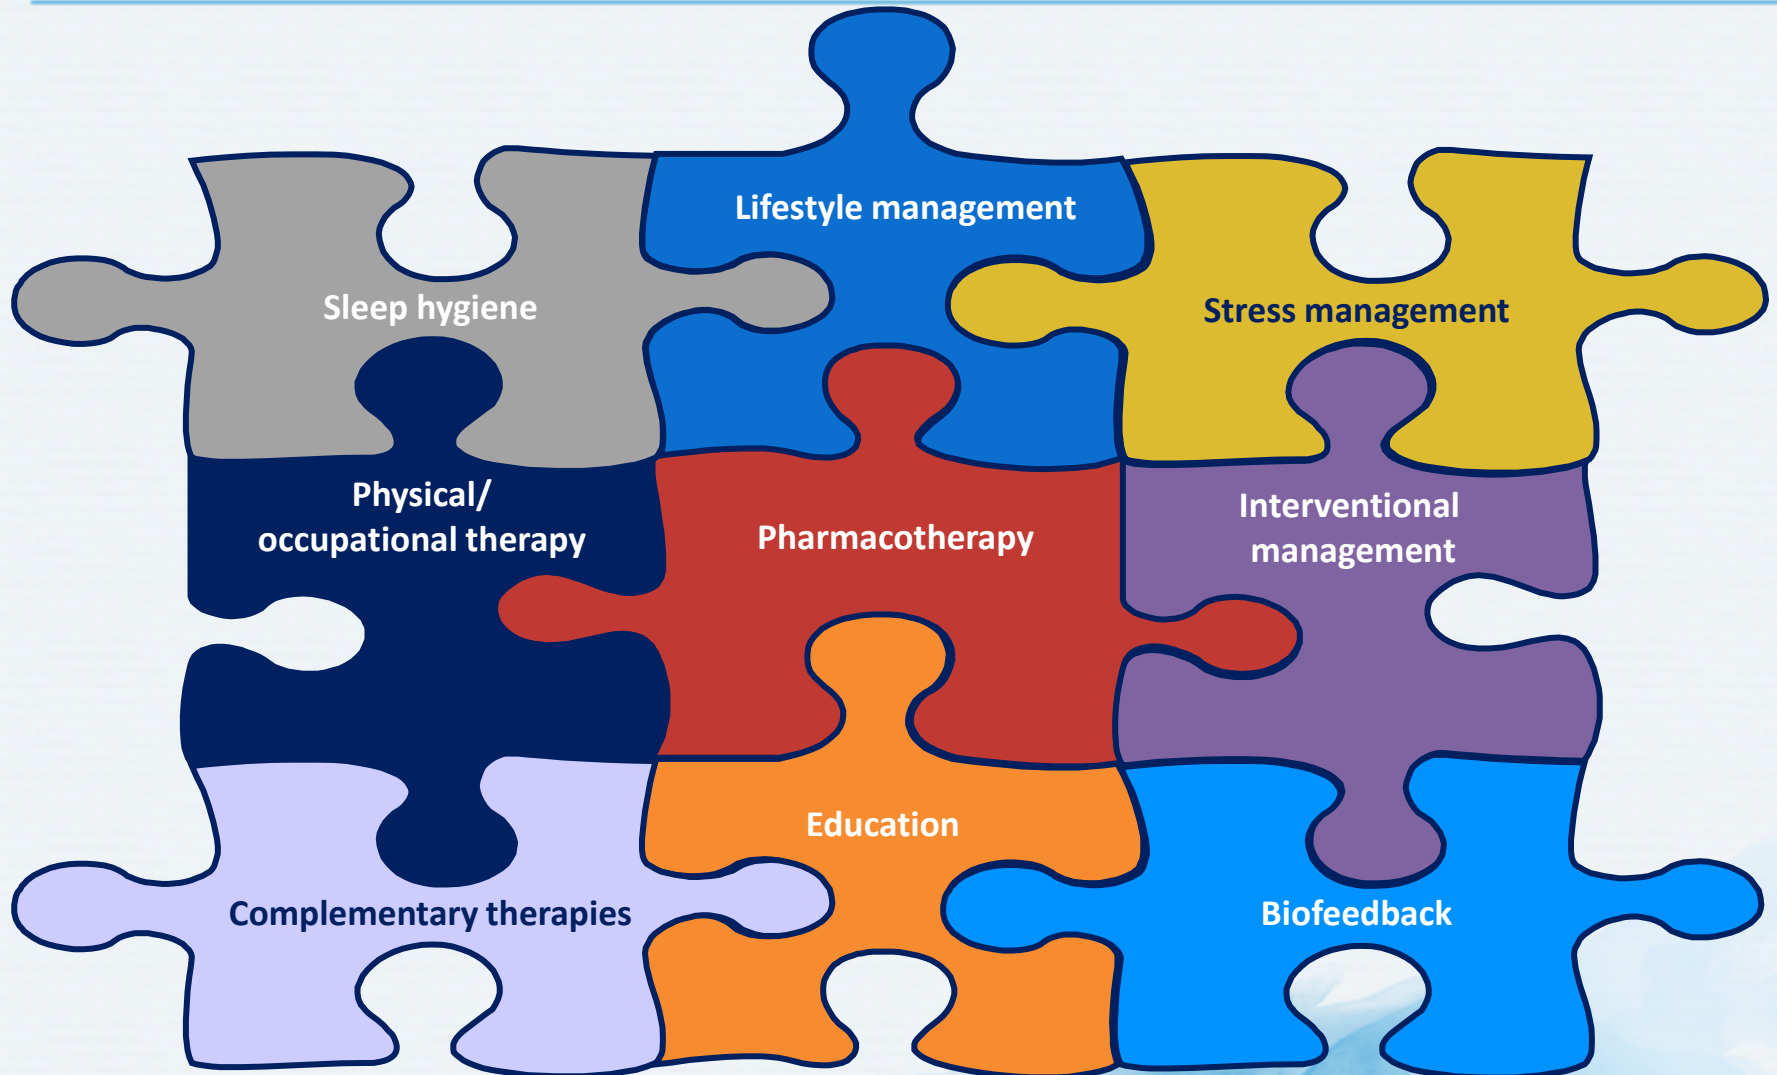 Lifestyle management
Sleep hygiene
Stress management
Physical/
occupational therapy
Pharmacotherapy
Interventional
management
Education
Complementary therapies
Biofeedback